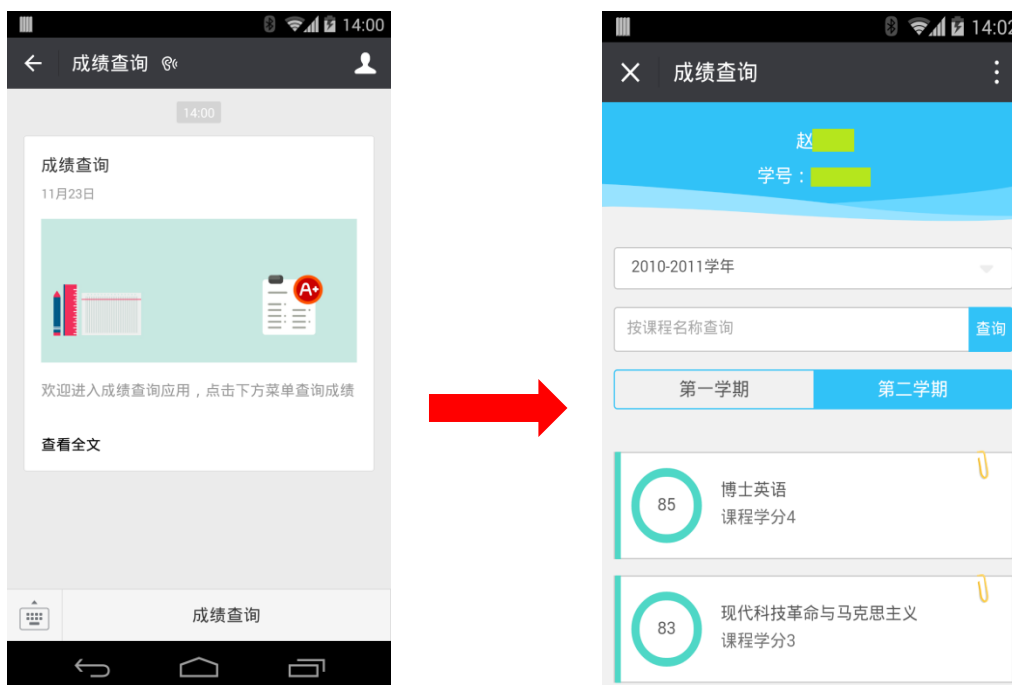 14:00
成绩查询
14:00
成绩查询
11月23日
A+
欢迎进入成绩查询应用，点击下方菜单查询成绩
查看全文
成绩查询
14:02
成绩查询
赵
学号：
2010-2011学年
按课程名称查询
查询
第一学期
第二学期
85
博士英语
课程学分4
83
现代科技革命与马克思主义
课程学分3